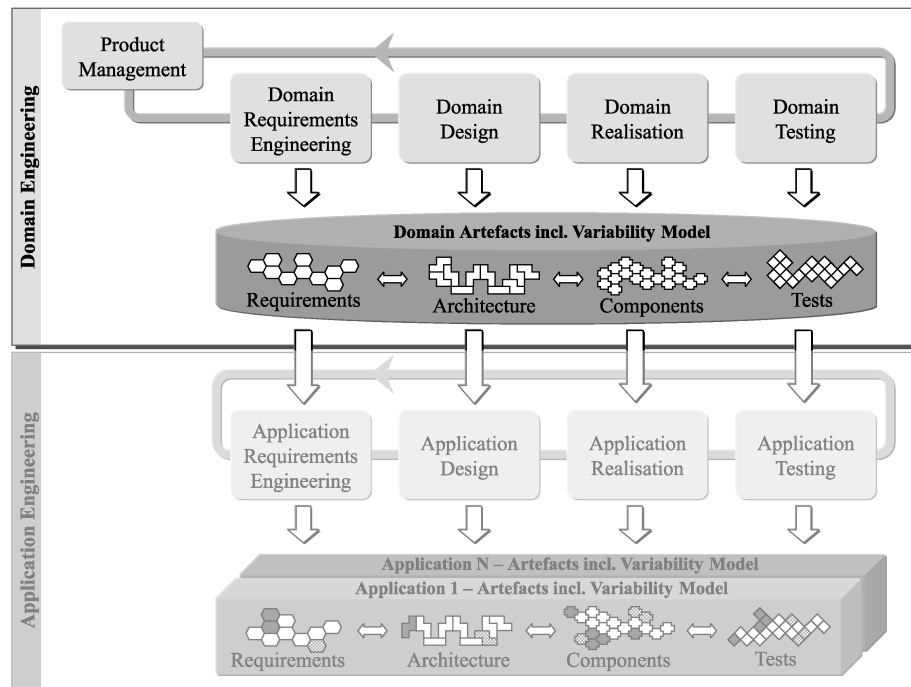 Domain Engineering
Product
Management
Domain
Requirements
Engineering
Domain
Design
Domain
Realisation
Domain
Testing
Domain Artefacts incl. Variability Model
Requirements
Architecture
Components
Tests
Application Engineering
Application
Requirements
Engineering
Application
Design
Application
Realisation
Application
Testing
Application N – Artefacts incl. Variability Model
Application 1 – Artefacts incl. Variability Model
Requirements
Architecture
Components
Tests